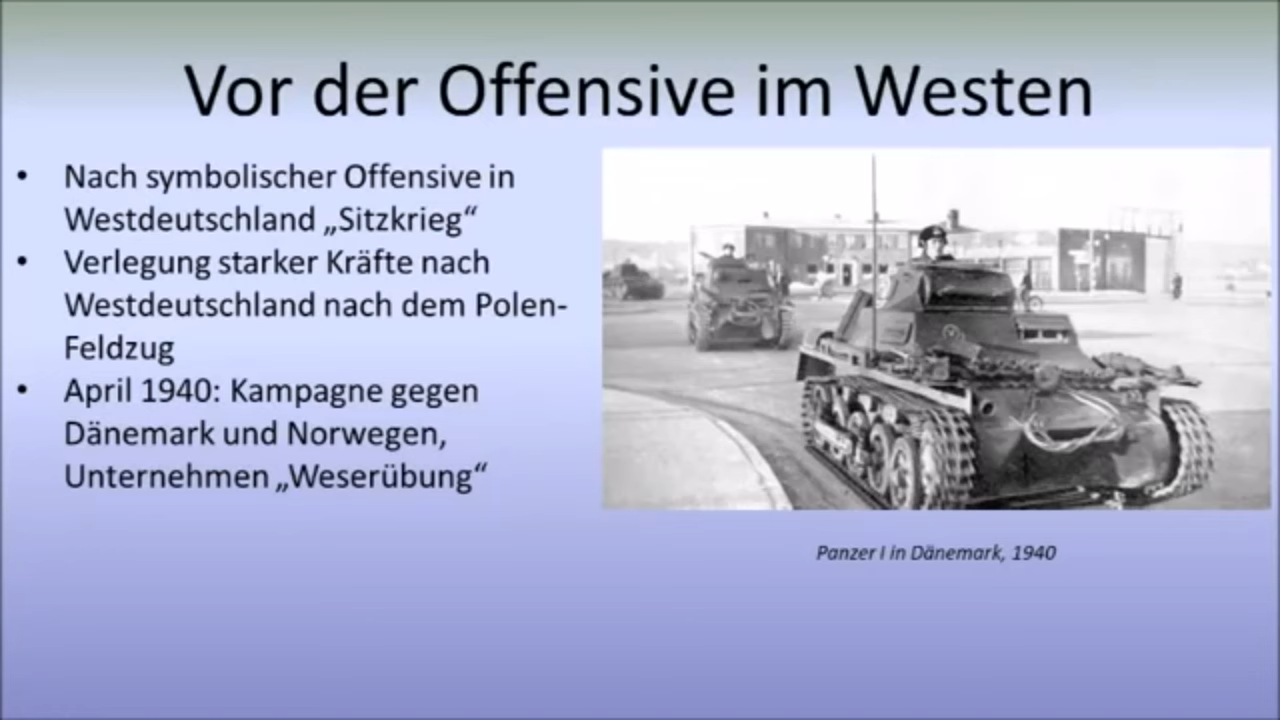 Vor der Offensive im Westen
• Nach symbolischer Offensive in
Westdeutschland „Sitzkrieg“
• Verlegung starker Kräfte nach
Westdeutschland nach dem Polen-
Feldzug
• April 1940: Kampagne gegen
Dänemark und Norwegen,
Unternehmen „Weserübung“
Panzer I in Dänemark, 1940